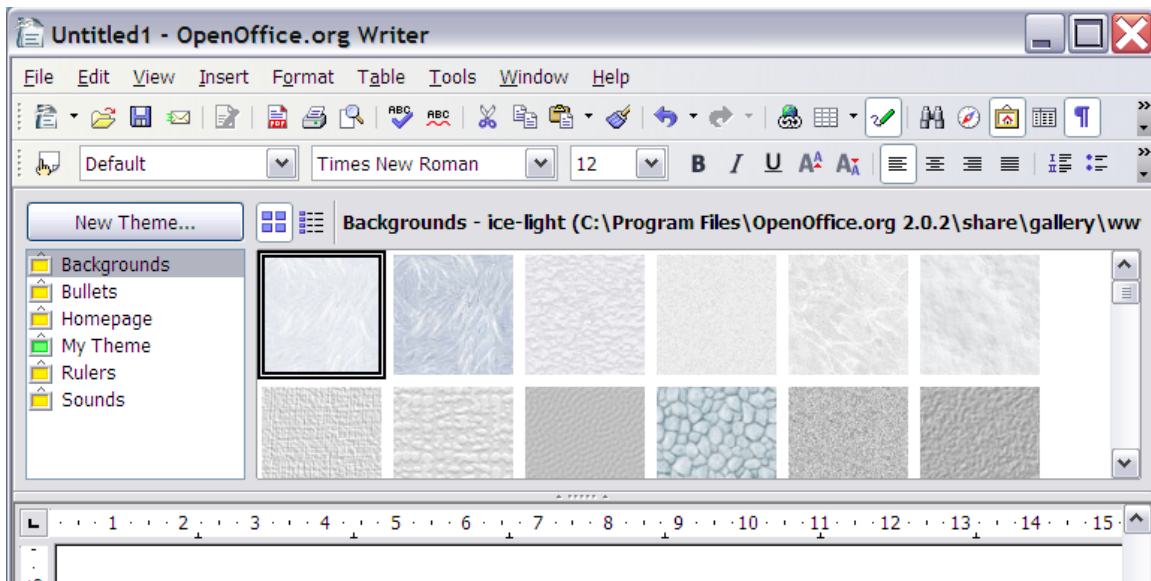 Untitled1 - OpenOffice.org Writer
File Edit View Insert Format Table Tools Window Help
ABC ABC
Default Times New Roman 12 B I U A A
New Theme... Backgrounds - ice-light (C:\Program Files\OpenOffice.org 2.0.2\share\gallery\ww
Backgrounds
Bullets
Homepage
My Theme
Rulers
Sounds
1 2 3 4 5 6 7 8 9 10 11 12 13 14 15